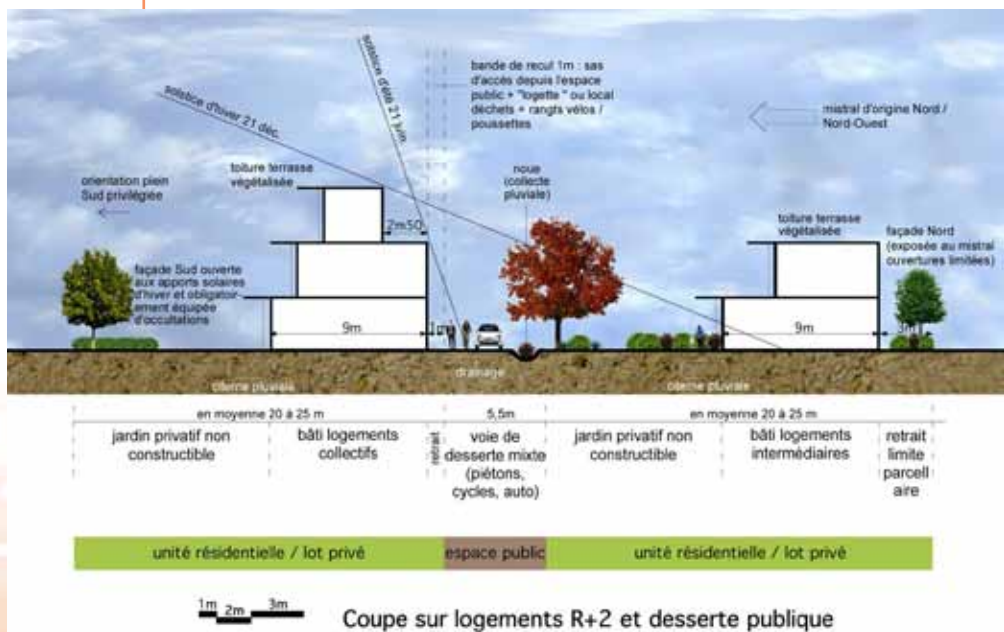 bande de recul 1m : sas
d'accès depuis l'espace
public + "logette " ou local
déchets + rangts vélos /
poussettes
solstice d'hiver 21 déc.
solstion d'été 21 juin
mistral d'origine Nord /
Nord-Ouest
orientation plein
Sud privilégiée
toiture terrasse
végétalisée
2m50
noue
(collecte
pluviale)
toiture terrasse
végétalisée
façade Nord
(exposée au mistral
ouvertures limitées)
façade Sud ouverte
aux apports solaires
d'hiver et obligatoir-
ement équipée
d'occultations
9m
1m
9m
3m
citerne pluviale
drainage
citerne pluviale
en moyenne 20 à 25 m
5,5m
en moyenne 20 à 25 m
jardin privatif non
constructible
bâti logements
collectifs
retrait
voie de
desserte mixte
(piétons,
cycles, auto)
jardin privatif non
constructible
bâti logements
intermédiaires
retrait
limite
parcell
aire
unité résidentielle / lot privé
espace public
unité résidentielle / lot privé
1m
2m
3m
Coupe sur logements R+2 et desserte publique